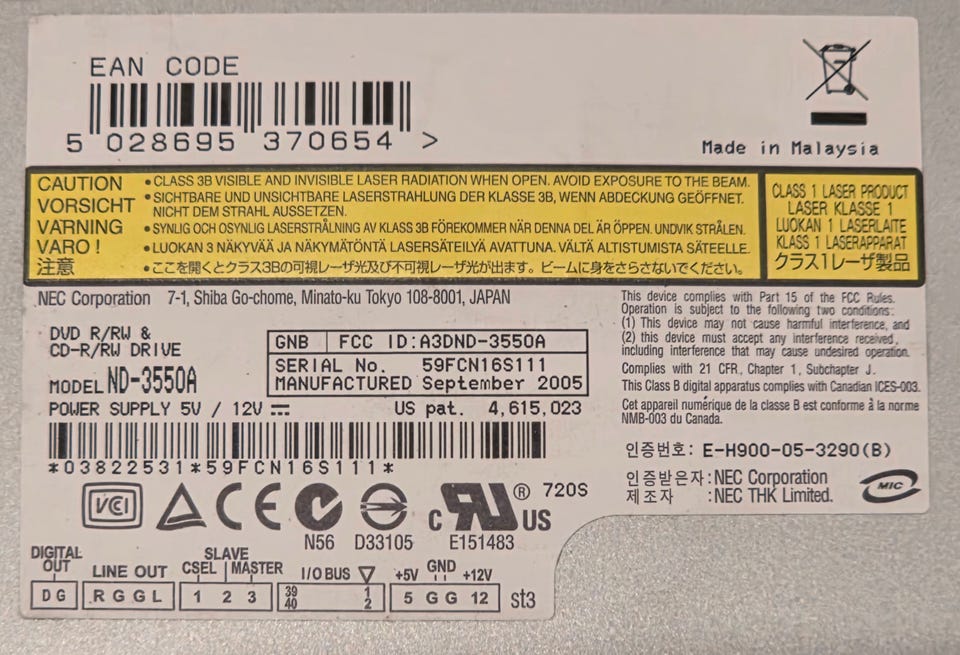 EAN CODE
5 028695 370654 >
Made in Malaysia
CAUTION
VORSICHT
VARNING
VARO !
注意
• CLASS 3B VISIBLE AND INVISIBLE LASER RADIATION WHEN OPEN. AVOID EXPOSURE TO THE BEAM.
• SICHTBARE UND UNSICHTBARE LASERSTRAHLUNG DER KLASSE 3B, WENN ABDECKUNG GEÖFFNET.
NICHT DEM STRAHL AUSSETZEN.
• SYNLIG OCH OSYNLIG LASERSTRÅLNING AV KLASS 3B FÖREKOMMER NÄR DENNA DEL ÄR ÖPPEN. UNDVIK STRÅLEN.
• LUOKAN 3 NÄKYVÄÄ JA NÄKYMÄTÖNTÄ LASERSÄTEILYÄ AVATTUNA. VÄLTÄ ALTISTUMISTA SÄTEELLE.
• ここを開くとクラス3Bの可視レーザ光及び不可視レーザ光が出ます。ビームに身をさらさないでください。
CLASS 1 LASER PRODUCT
LASER KLASSE 1
LUOKAN 1 LASERLAITE
KLASS 1 LASERAPPARAT
クラス1レーザ製品
NEC Corporation 7-1, Shiba Go-chome, Minato-ku Tokyo 108-8001, JAPAN
DVD R/RW &
CD-R/RW DRIVE
MODEL ND-3550A
POWER SUPPLY 5V / 12V
GNB FCC ID:A3DND-3550A
SERIAL No. 59FCN16S111
MANUFACTURED September 2005
US pat. 4,615,023
*03822531*59FCN16S111*
This device complies with Part 15 of the FCC Rules.
Operation is subject to the following two conditions:
(1) This device may not cause harmful interference, and
(2) this device must accept any interference received,
including interference that may cause undesired operation.
Complies with 21 CFR, Chapter 1, Subchapter J.
This Class B digital apparatus complies with Canadian ICES-003.
Cet appareil numérique de la classe B est conforme à la norme
NMB-003 du Canada.
인증번호: E-H900-05-3290(B)
인증받은자 :NEC Corporation
제조자 :NEC THK Limited.
MIC
VCI
CE
N56
D33105
c UR ® US
E151483
720S
DIGITAL
OUT
D G
LINE OUT
R G G L
SLAVE
CSEL MASTER
1 2 3
I/O BUS
39 1
40 2
GND
+5V +12V
5 G G 12
st3